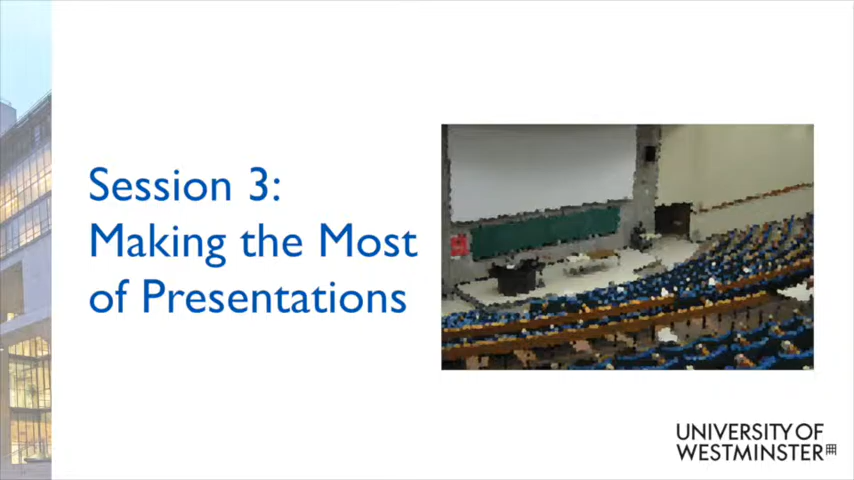 Session 3:
Making the Most
of Presentations
UNIVERSITY OF
WESTMINSTER